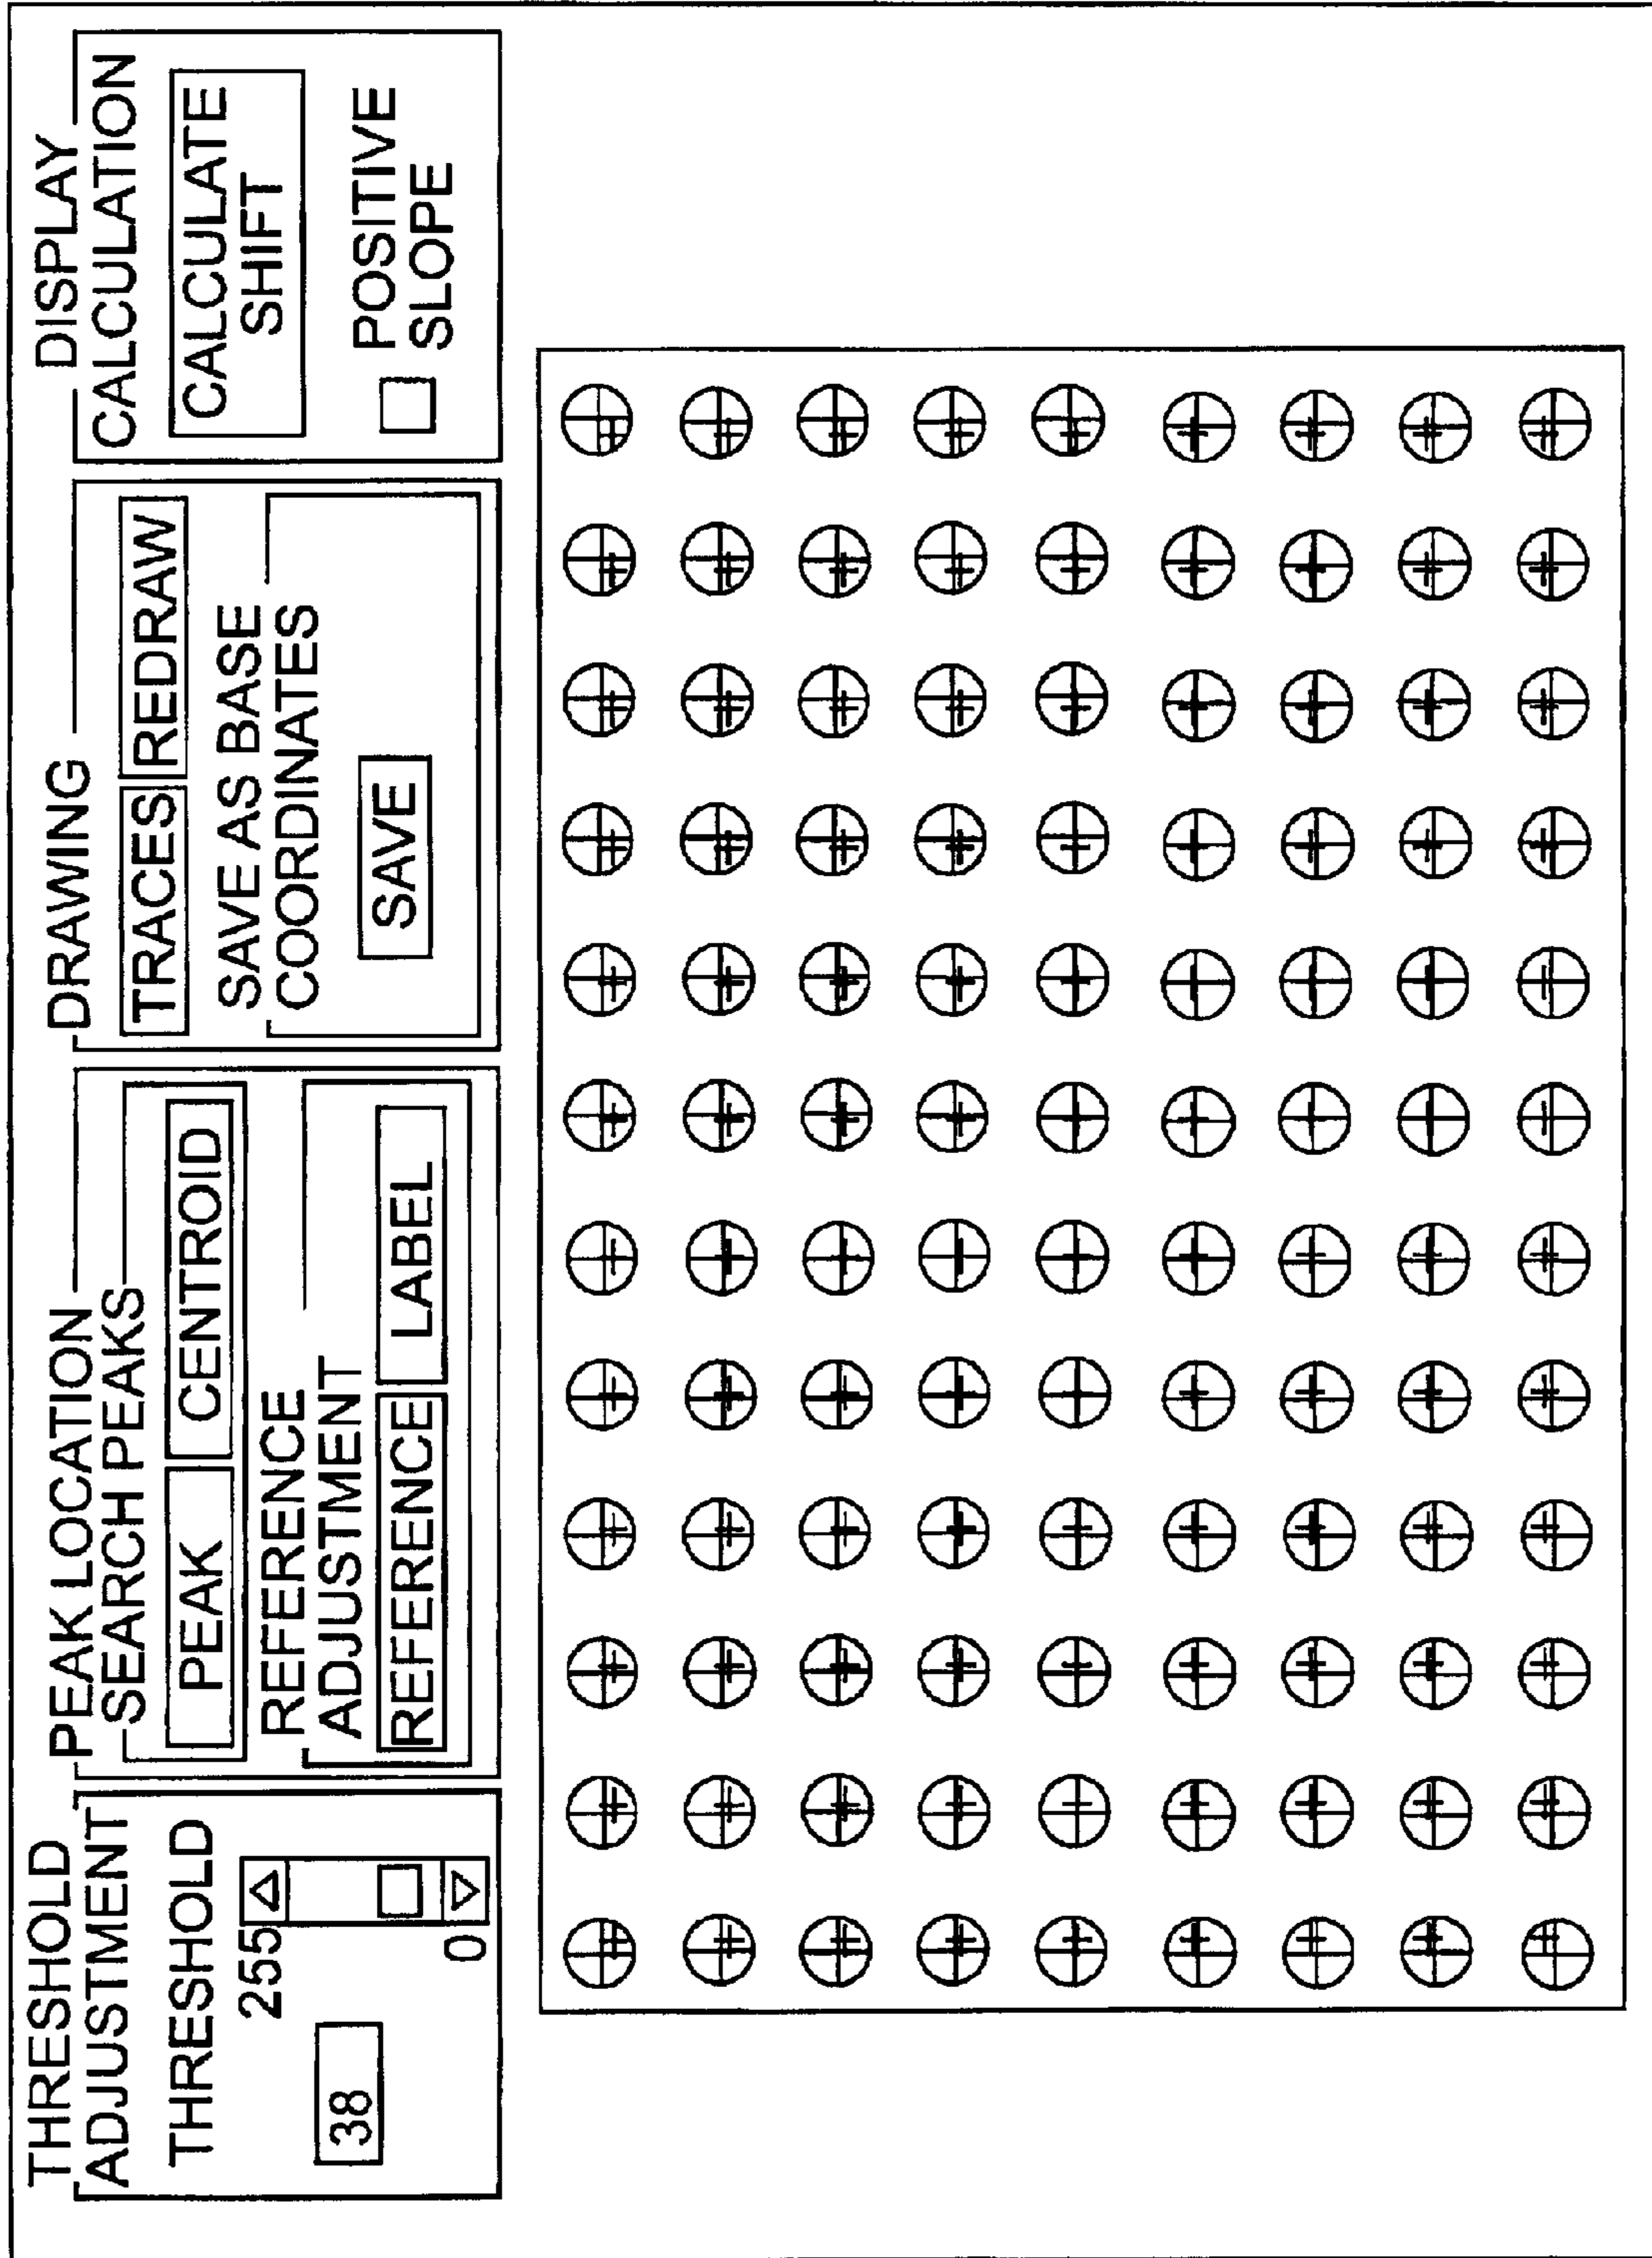 THRESHOLD
ADJUSTMENT
THRESHOLD
255
38
0
PEAK LOCATION
SEARCH PEAKS
PEAK
CENTROID
REFERENCE
ADJUSTMENT
REFERENCE
LABEL
DRAWING
TRACES
REDRAW
SAVE AS BASE
COORDINATES
SAVE
DISPLAY
CALCULATION
CALCULATE
SHIFT
POSITIVE
SLOPE